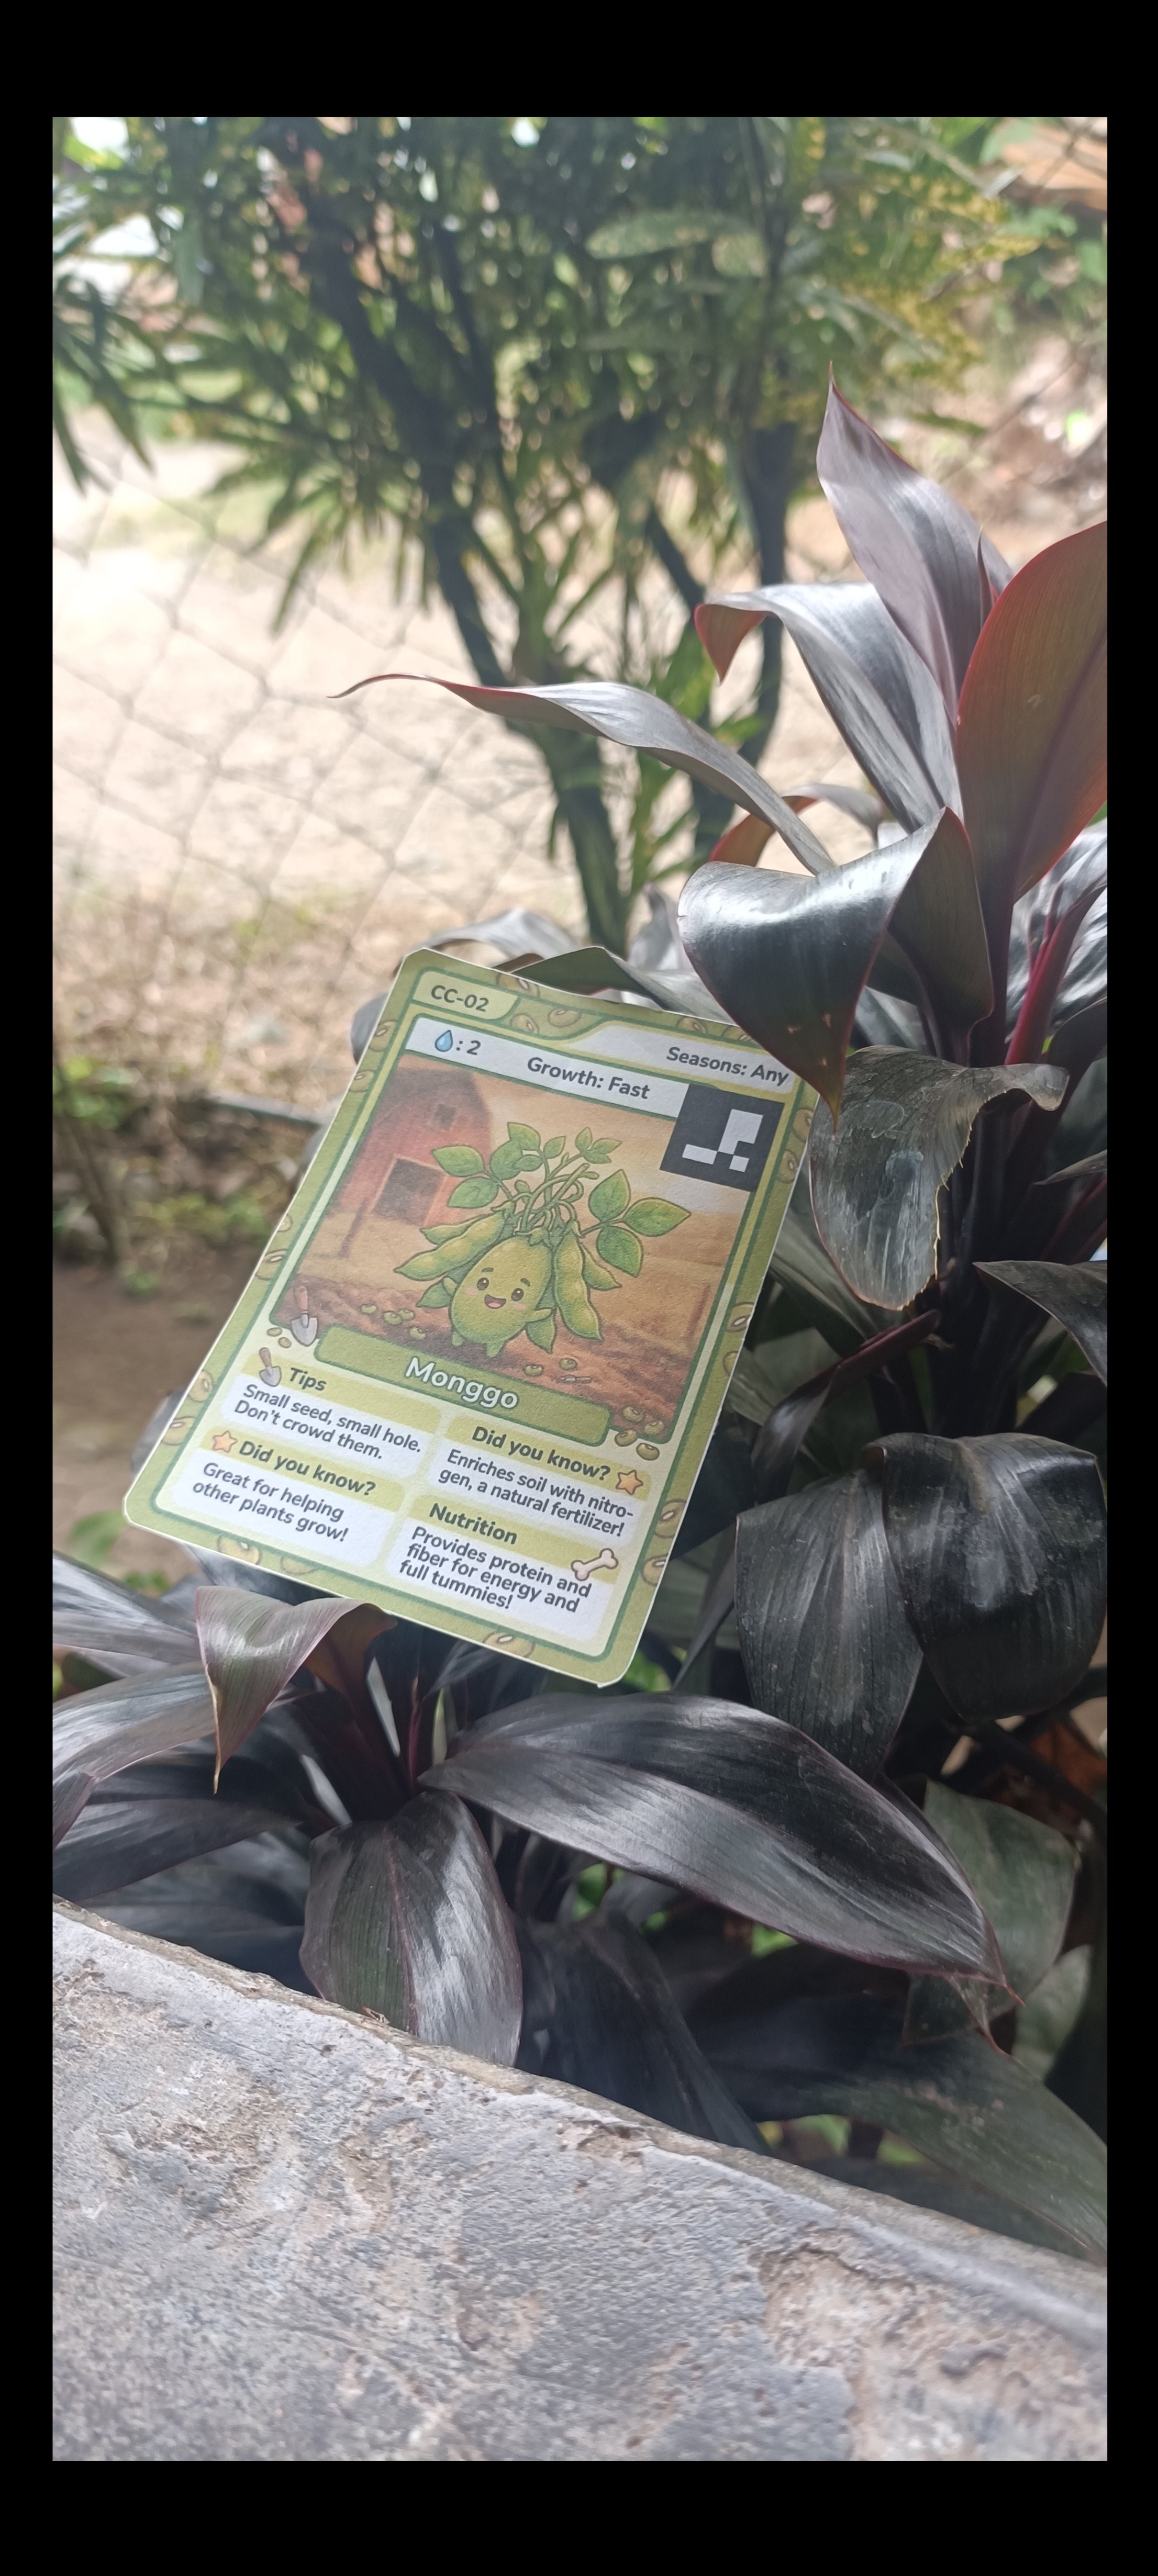 CC-02
: 2
Growth: Fast
Seasons: Any
Monggo
Tips
Small seed, small hole.
Don't crowd them.
Did you know?
Great for helping
other plants grow!
Did you know?
Enriches soil with nitro-
gen, a natural fertilizer!
Nutrition
Provides protein and
fiber for energy and
full tummies!